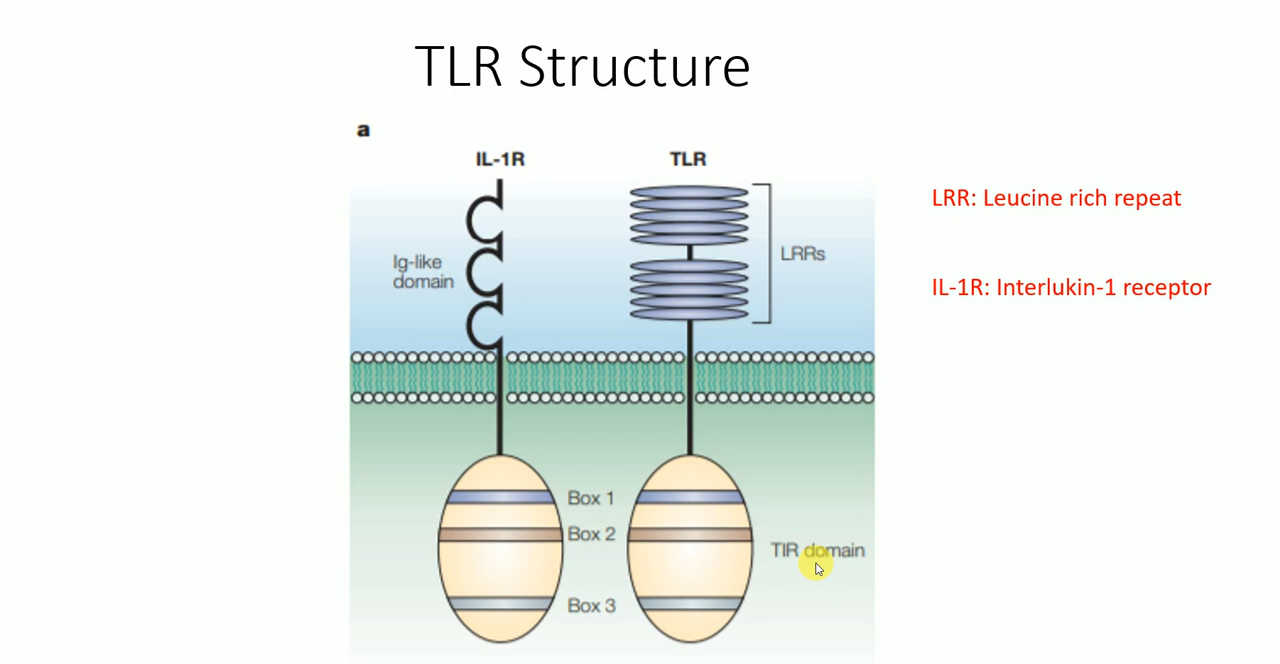 TLR Structure
a
IL-1R
TLR
LRR: Leucine rich repeat
Ig-like
domain
LRRs
IL-1R: Interlukin-1 receptor
Box 1
Box 2
TIR domain
Box 3